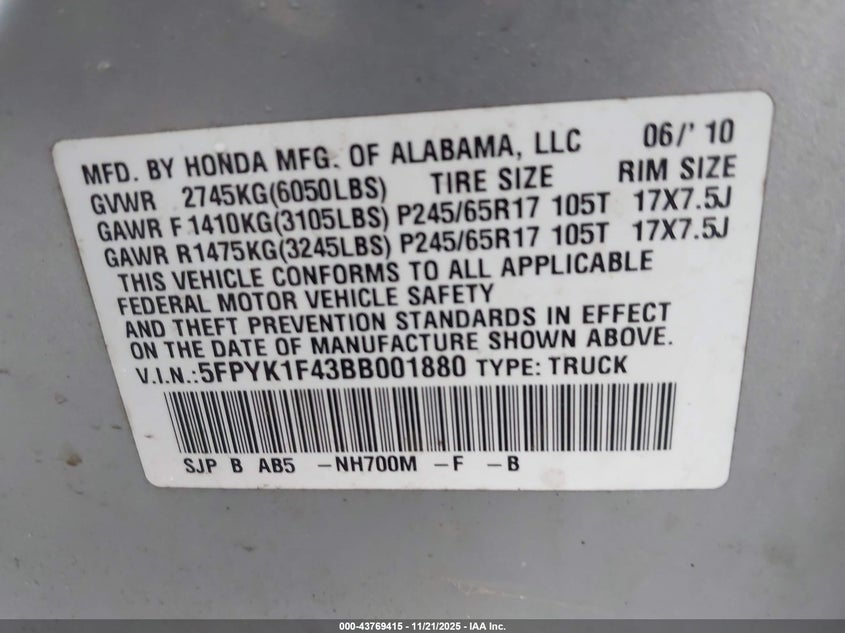 MFD. BY HONDA MFG. OF ALABAMA, LLC 06/' 10
GVWR 2745KG(6050LBS) TIRE SIZE RIM SIZE
GAWR F 1410KG(3105LBS) P245/65R17 105T 17X7.5J
GAWR R1475KG(3245LBS) P245/65R17 105T 17X7.5J
THIS VEHICLE CONFORMS TO ALL APPLICABLE
FEDERAL MOTOR VEHICLE SAFETY
AND THEFT PREVENTION STANDARDS IN EFFECT
ON THE DATE OF MANUFACTURE SHOWN ABOVE.
V.I.N.:5FPYK1F43BB001880 TYPE: TRUCK
SJP B AB5 -NH700M -F -B
000-43769415 - 11/21/2025 - IAA Inc.